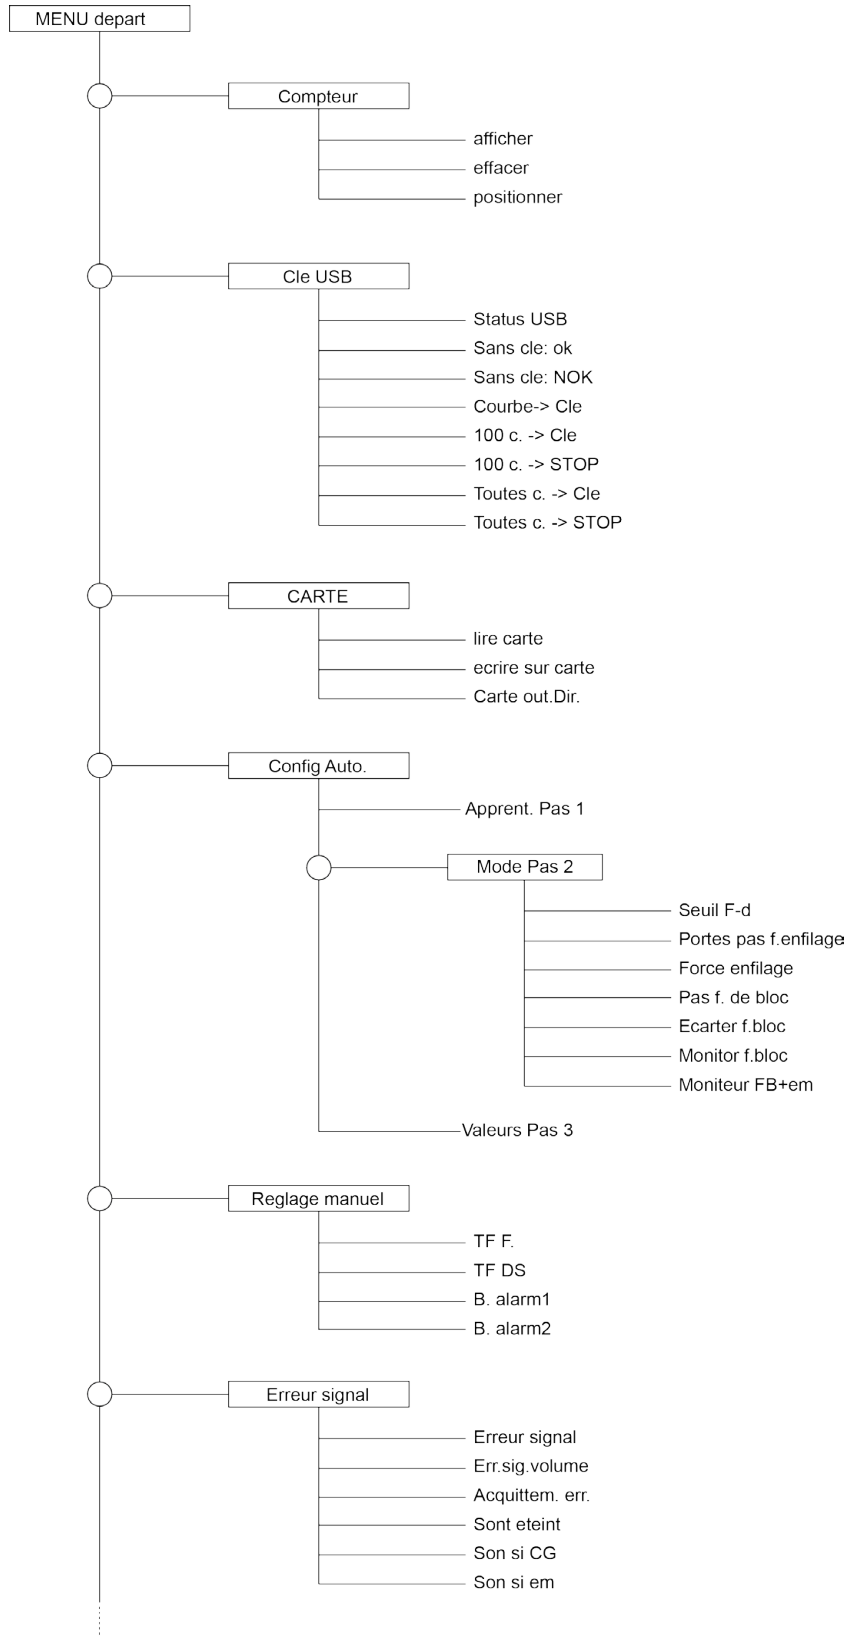 MENU depart
Compteur
afficher
effacer
positionner
Cle USB
Status USB
Sans cle: ok
Sans cle: NOK
Courbe-> Cle
100 c. -> Cle
100 c. -> STOP
Toutes c. -> Cle
Toutes c. -> STOP
CARTE
lire carte
ecrire sur carte
Carte out.Dir.
Config Auto.
Apprent. Pas 1
Mode Pas 2
Seuil F-d
Portes pas f.enfilage
Force enfilage
Pas f. de bloc
Ecarter f.bloc
Monitor f.bloc
Moniteur FB+em
Valeurs Pas 3
Reglage manuel
TF F.
TF DS
B. alarm1
B. alarm2
Erreur signal
Erreur signal
Err.sig.volume
Acquittem. err.
Sont eteint
Son si CG
Son si em